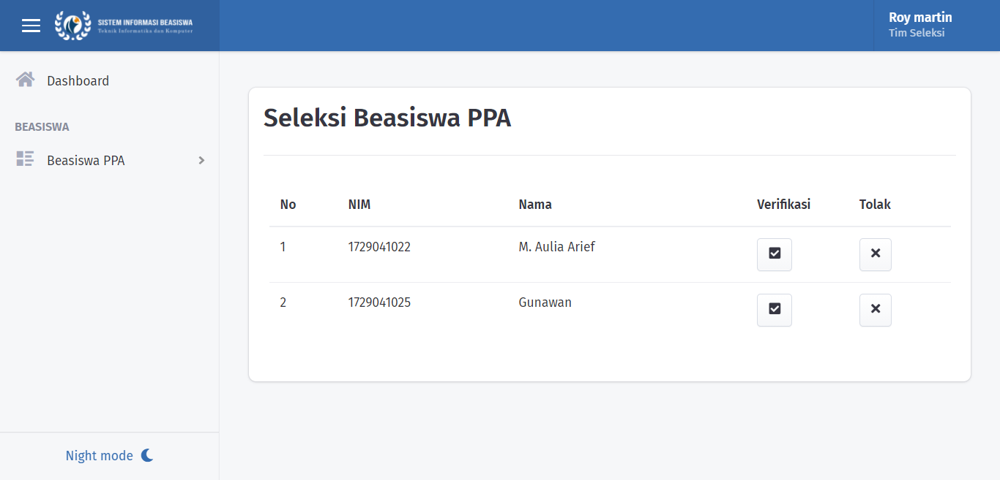 SISTEM INFORMASI BEASISWA
Teknik Informatika dan Komputer
Roy martin
Tim Seleksi
Dashboard
BEASISWA
Beasiswa PPA
Night mode
Seleksi Beasiswa PPA
No NIM Nama Verifikasi Tolak
1 1729041022 M. Aulia Arief
2 1729041025 Gunawan